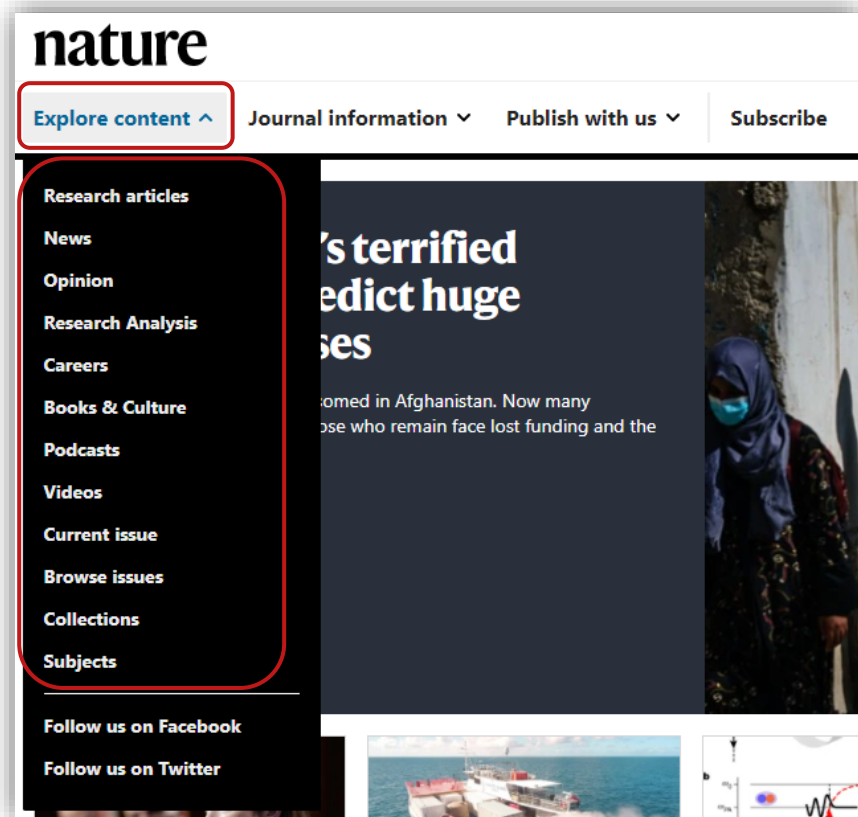 nature
Explore content
Journal information
Publish with us
Subscribe
Research articles
News
Opinion
Research Analysis
Careers
Books & Culture
Podcasts
Videos
Current issue
Browse issues
Collections
Subjects
Follow us on Facebook
Follow us on Twitter
's terrified
edict huge
ses
comed in Afghanistan. Now many
ose who remain face lost funding and the
b